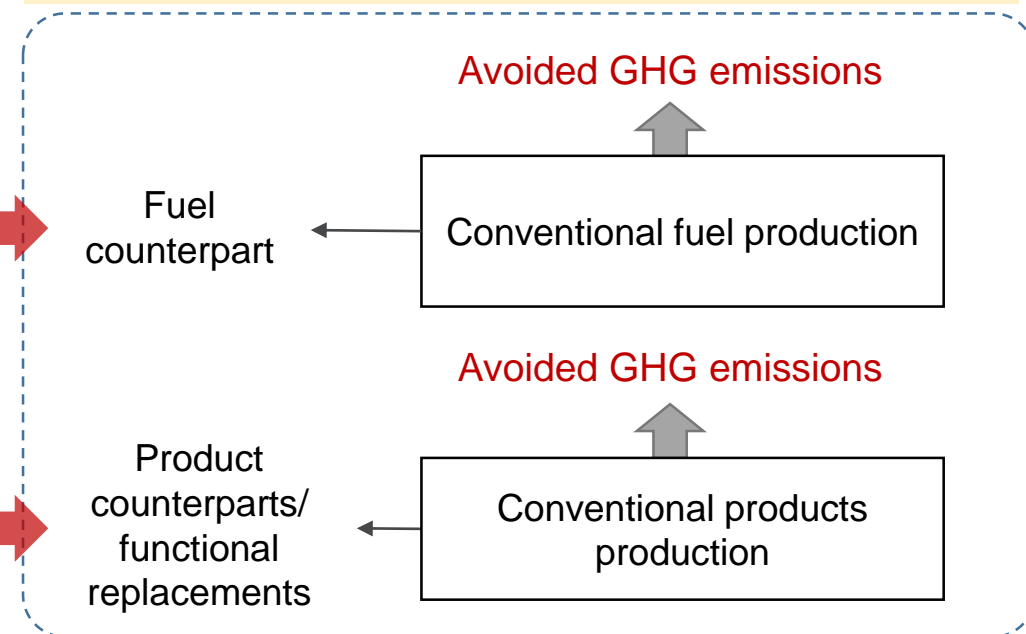 Avoided GHG emissions
Fuel
counterpart
Conventional fuel production
Avoided GHG emissions
Product
counterparts/
functional
replacements
Conventional products
production